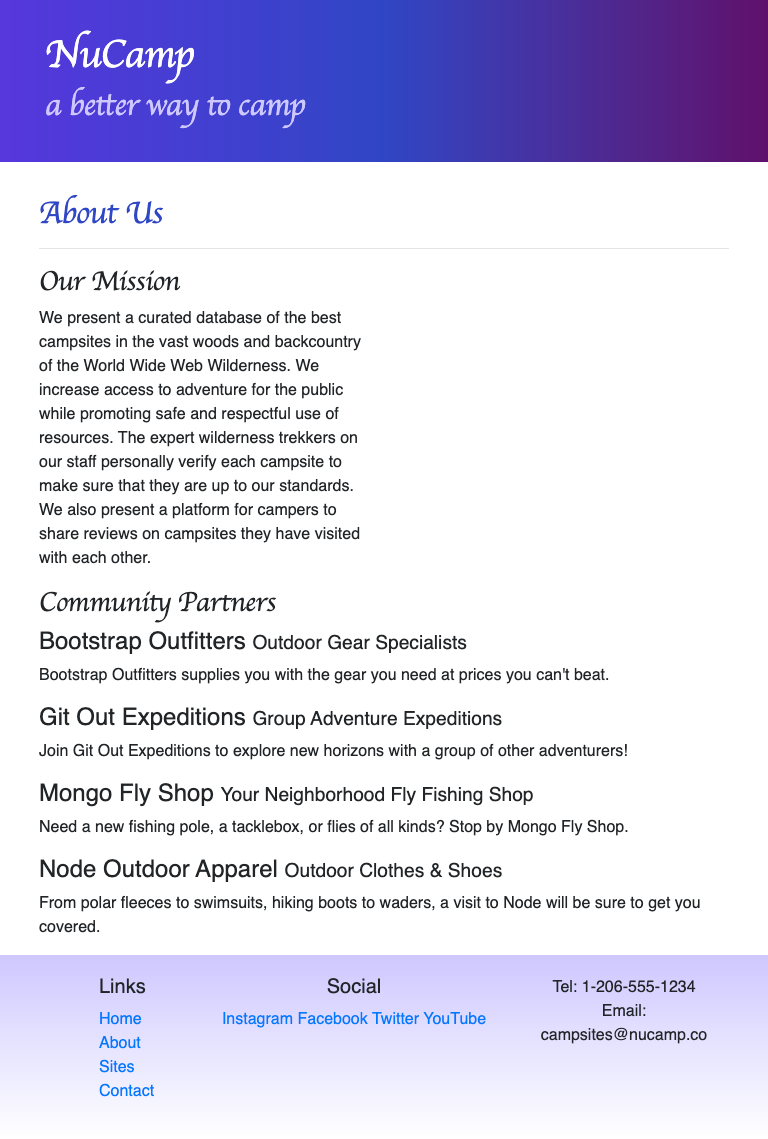 NuCamp
a better way to camp
About Us
Our Mission
We present a curated database of the best
campsites in the vast woods and backcountry
of the World Wide Web Wilderness. We
increase access to adventure for the public
while promoting safe and respectful use of
resources. The expert wilderness trekkers on
our staff personally verify each campsite to
make sure that they are up to our standards.
We also present a platform for campers to
share reviews on campsites they have visited
with each other.
Community Partners
Bootstrap Outfitters Outdoor Gear Specialists
Bootstrap Outfitters supplies you with the gear you need at prices you can't beat.
Git Out Expeditions Group Adventure Expeditions
Join Git Out Expeditions to explore new horizons with a group of other adventurers!
Mongo Fly Shop Your Neighborhood Fly Fishing Shop
Need a new fishing pole, a tacklebox, or flies of all kinds? Stop by Mongo Fly Shop.
Node Outdoor Apparel Outdoor Clothes & Shoes
From polar fleeces to swimsuits, hiking boots to waders, a visit to Node will be sure to get you
covered.
Links
Home
About
Sites
Contact
Social
Instagram Facebook Twitter YouTube
Tel: 1-206-555-1234
Email:
campsites@nucamp.co